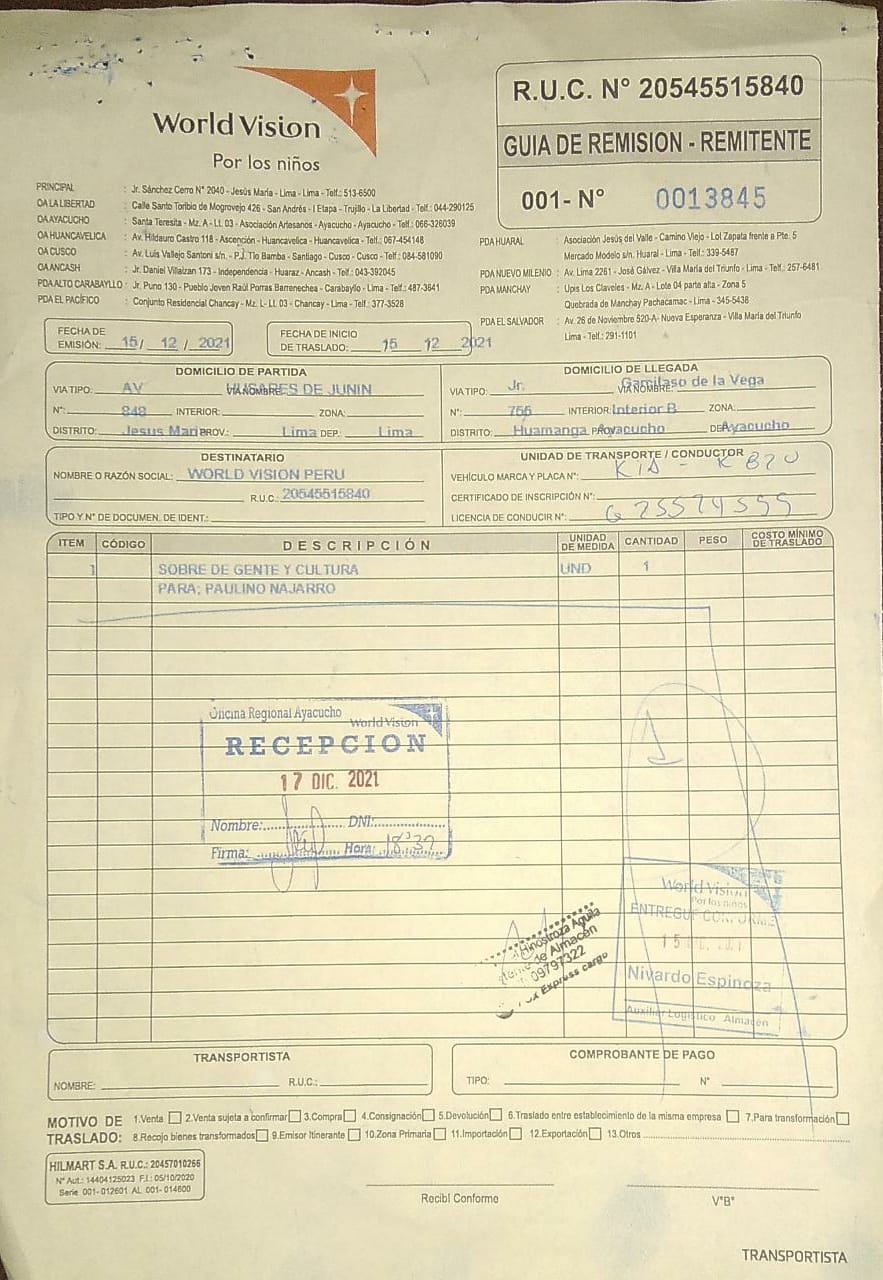 World Vision
Por los niños
R.U.C. N° 20545515840
GUIA DE REMISION - REMITENTE
001- N° 0013845
PRINCIPAL : Jr. Sánchez Cerro N° 2040 - Jesús María - Lima - Lima - Telf.: 513-6500
OA LA LIBERTAD : Calle Santo Toribio de Mogrovejo 426 - San Andrés - I Etapa - Trujillo - La Libertad - Telf.: 044-290125
OA AYACUCHO : Santa Teresita - Mz. A - Lt. 03 - Asociación Artesanos - Ayacucho - Ayacucho - Telf.: 066-326039
OA HUANCAVELICA : Av. Hildauro Castro 118 - Ascención - Huancavelica - Huancavelica - Telf.: 067-454148
OA CUSCO : Av. Luis Vallejo Santoni s/n. - P.J. Tio Bamba - Santiago - Cusco - Cusco - Telf.: 084-581090
OA ANCASH : Jr. Daniel Villaizan 173 - Independencia - Huaraz - Ancash - Telf.: 043-392045
PDA ALTO CARABAYLLO : Jr. Puno 130 - Pueblo Joven Raúl Porras Barrenechea - Carabayllo - Lima - Telf.: 487-3641
PDA EL PACÍFICO : Conjunto Residencial Chancay - Mz. L- Ll. 03 - Chancay - Lima - Telf.: 377-3528
PDA HUARAL : Asociación Jesús del Valle - Camino Viejo - Lol Zapata frente a Pte. 5
Mercado Modelo s/n. Huaral - Lima - Telf.: 339-5487
PDA NUEVO MILENIO : Av. Lima 2261 - José Gálvez - Villa María del Triunfo - Lima - Telf.: 257-6481
PDA MANCHAY : Upis Los Claveles - Mz. A - Lote 04 parte alta - Zona 5
Quebrada de Manchay Pachacamac - Lima - 345-5438
PDA EL SALVADOR : Av. 26 de Noviembre 520-A- Nueva Esperanza - Villa María del Triunfo
Lima - Telf.: 291-1101
FECHA DE EMISIÓN: 15/ 12 / 2021
FECHA DE INICIO DE TRASLADO: 15 12 2021
DOMICILIO DE PARTIDA
VIA TIPO: AV VIA NOMBRE: HUSARES DE JUNIN
N°: 848 INTERIOR: ZONA:
DISTRITO: Jesus Maria PROV.: Lima DEP.: Lima
DOMICILIO DE LLEGADA
VIA TIPO: Jr. VIA NOMBRE: Garnilaso de la Vega
N°: 756 INTERIOR: Interior B ZONA:
DISTRITO: Huamanga PROV. Ayacucho DEP. Ayacucho
DESTINATARIO
NOMBRE O RAZÓN SOCIAL: WORLD VISION PERU
R.U.C.: 20545515840
TIPO Y N° DE DOCUMEN. DE IDENT.:
UNIDAD DE TRANSPORTE / CONDUCTOR
VEHÍCULO MARCA Y PLACA N°: KIA -
CERTIFICADO DE INSCRIPCIÓN N°:
LICENCIA DE CONDUCIR N°:
ITEM CÓDIGO DESCRIPCIÓN UNIDAD DE MEDIDA CANTIDAD PESO COSTO MÍNIMO DE TRASLADO
1 SOBRE DE GENTE Y CULTURA UND 1
PARA; PAULINO NAJARRO
Oficina Regional Ayacucho
World Vision
RECEPCION
17 DIC. 2021
Nombre: DNI:
Firma: Hora: 18:37
Hinostroza Aguila
de Almacén
09797322
Express cargo
World Vision
Por los niños
ENTREGUE CONFORME
15
Nivardo Espinoza
Auxiliar Logístico Almacén
TRANSPORTISTA
NOMBRE: R.U.C.:
COMPROBANTE DE PAGO
TIPO: N°
MOTIVO DE TRASLADO: 1.Venta 2.Venta sujeta a confirmar 3.Compra 4.Consignación 5.Devolución 6.Traslado entre establecimiento de la misma empresa 7.Para transformación
8.Recojo bienes transformados 9.Emisor Itinerante 10.Zona Primaria 11.Importación 12.Exportación 13.Otros
HILMART S.A. R.U.C.: 20457010266
N° Aut.: 14404125023 F.I.: 05/10/2020
Serie 001- 012601 AL 001- 014600
Recibí Conforme
V°B°
TRANSPORTISTA